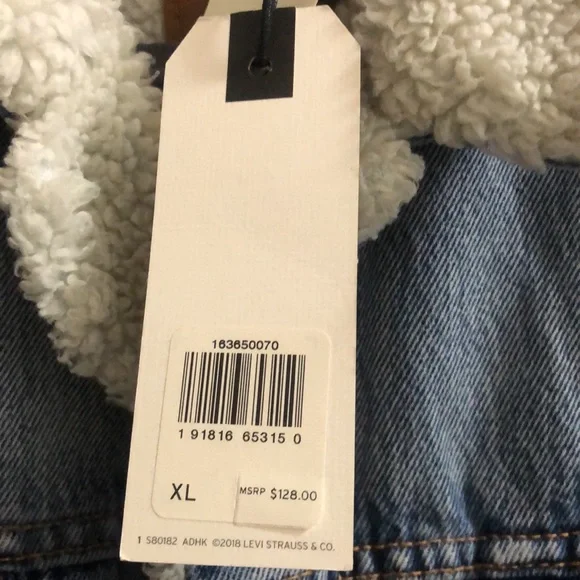 163650070
1 91816 65315 0
XL MSRP $128.00
1 S80182 ADHK ©2018 LEVI STRAUSS & CO.